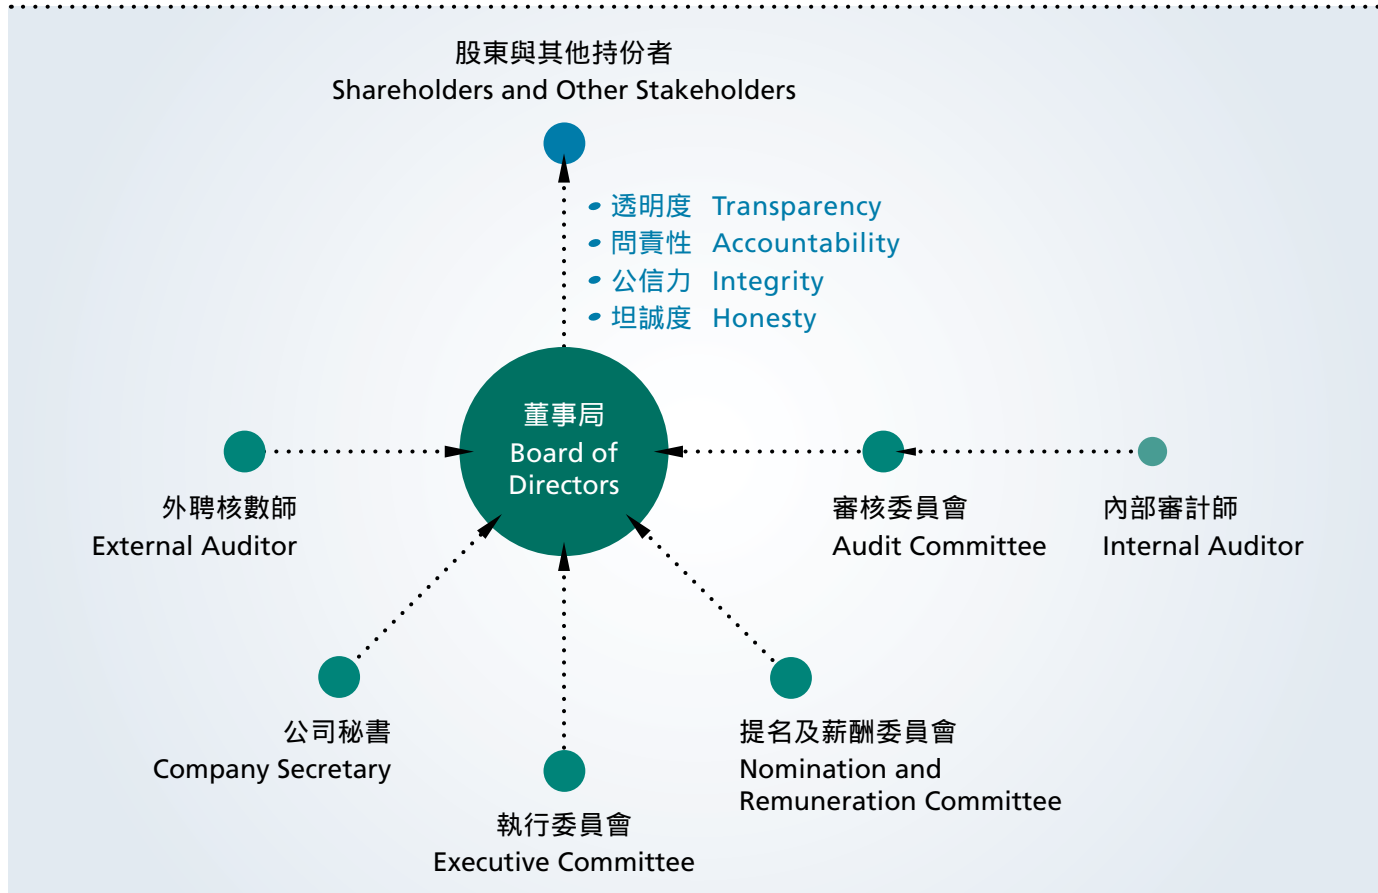 股東與其他持份者
Shareholders and Other Stakeholders
• 透明度 Transparency
• 問責性 Accountability
• 公信力 Integrity
• 坦誠度 Honesty
董事局
Board of
Directors
外聘核數師
External Auditor
審核委員會
Audit Committee
內部審計師
Internal Auditor
公司秘書
Company Secretary
提名及薪酬委員會
Nomination and
Remuneration Committee
執行委員會
Executive Committee